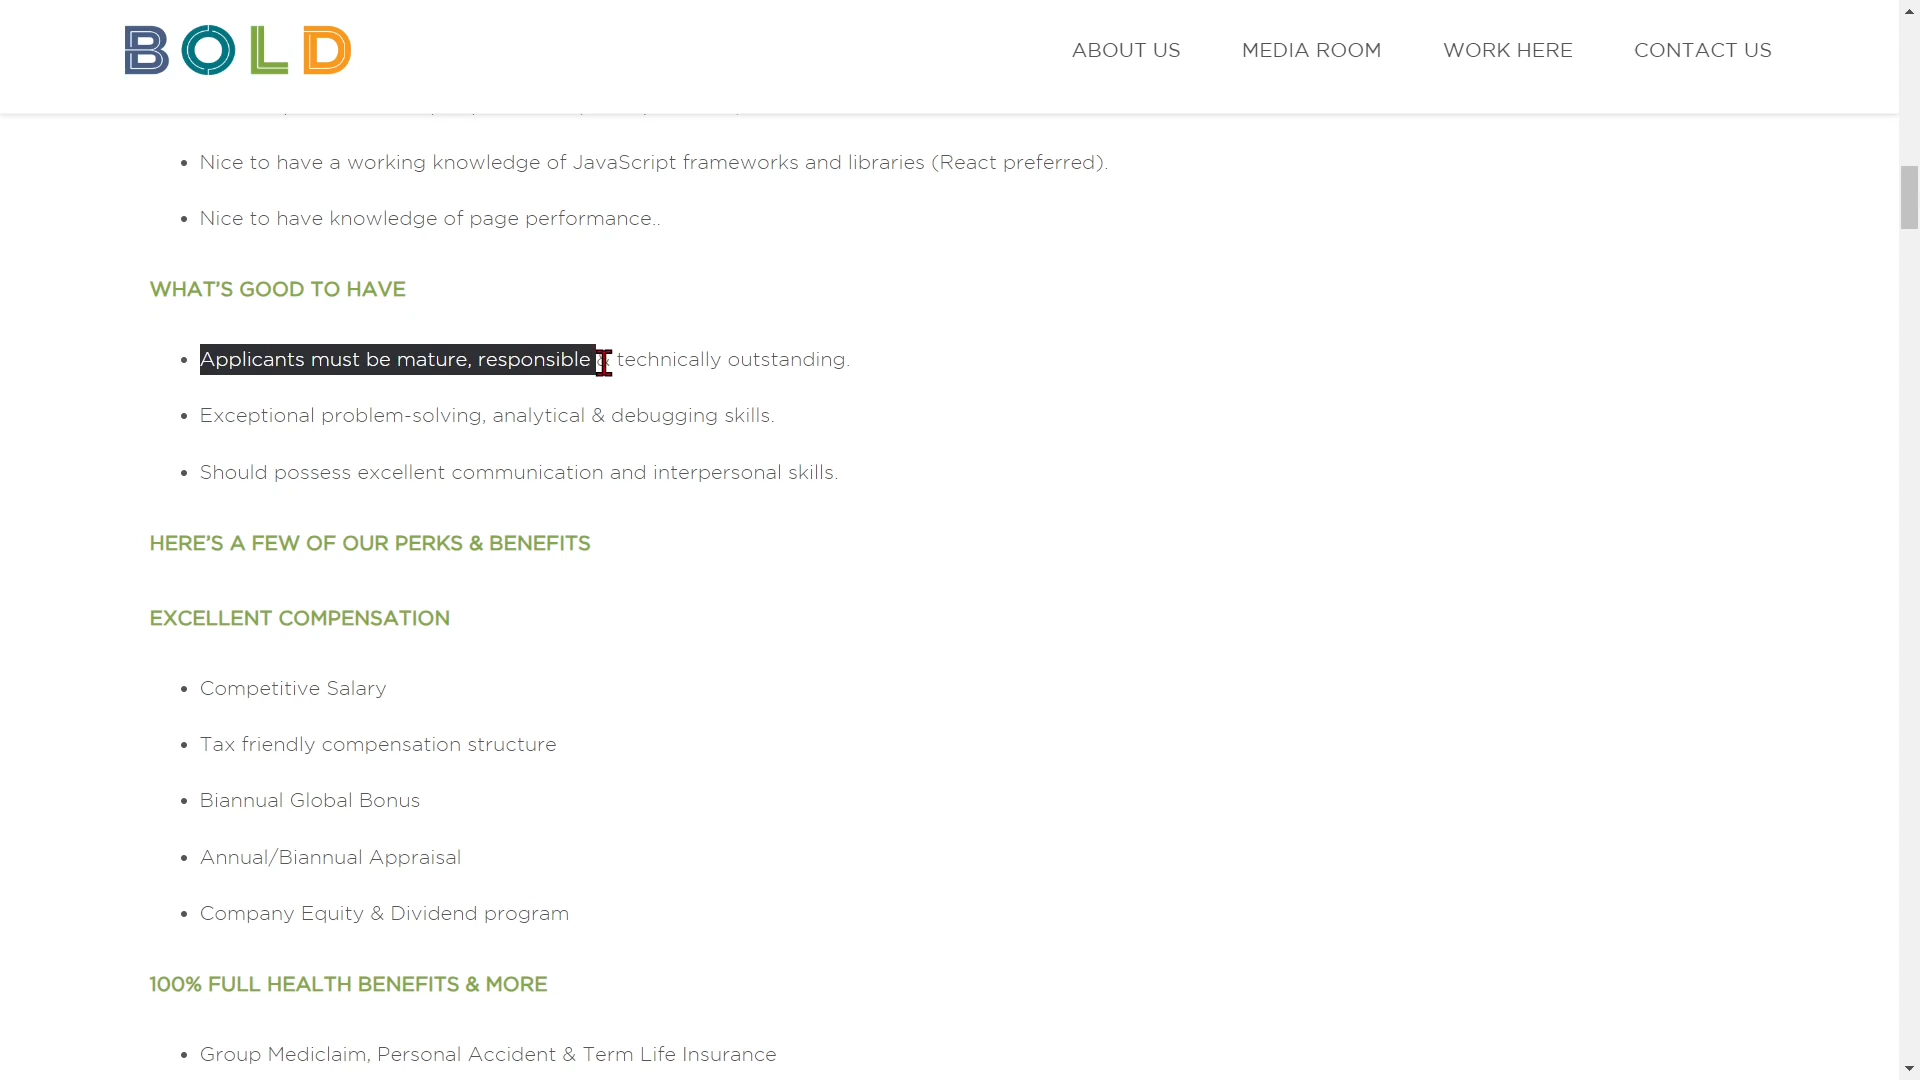 BOLD
ABOUT US
MEDIA ROOM
WORK HERE
CONTACT US
Nice to have a working knowledge of JavaScript frameworks and libraries (React preferred).
Nice to have knowledge of page performance..
WHAT’S GOOD TO HAVE
Applicants must be mature, responsible & technically outstanding.
Exceptional problem-solving, analytical & debugging skills.
Should possess excellent communication and interpersonal skills.
HERE’S A FEW OF OUR PERKS & BENEFITS
EXCELLENT COMPENSATION
Competitive Salary
Tax friendly compensation structure
Biannual Global Bonus
Annual/Biannual Appraisal
Company Equity & Dividend program
100% FULL HEALTH BENEFITS & MORE
Group Mediclaim, Personal Accident & Term Life Insurance